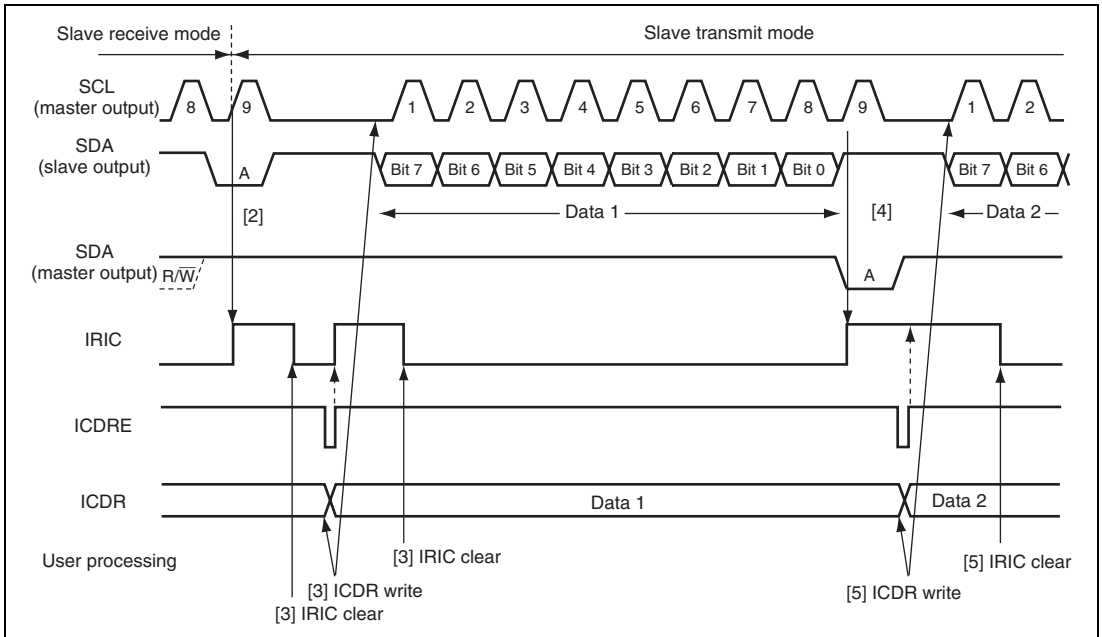 Slave receive mode
Slave transmit mode
SCL
(master output)
8
9
1
2
3
4
5
6
7
8
9
1
2
SDA
(slave output)
A
Bit 7
Bit 6
Bit 5
Bit 4
Bit 3
Bit 2
Bit 1
Bit 0
Bit 7
Bit 6
[2]
Data 1
[4]
Data 2
SDA
(master output)
R/W̅
A
IRIC
ICDRE
ICDR
Data 1
Data 2
User processing
[3] IRIC clear
[5] IRIC clear
[3] ICDR write
[5] ICDR write
[3] IRIC clear